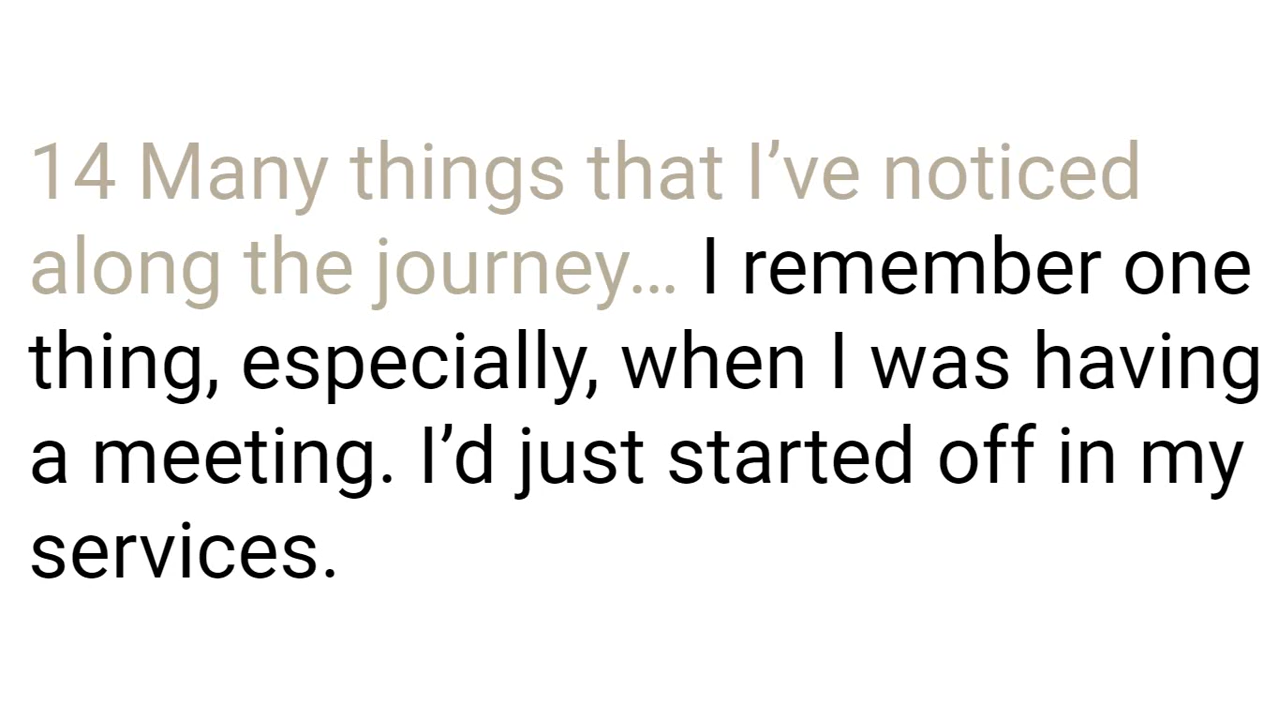 14 Many things that I’ve noticed
along the journey… I remember one
thing, especially, when I was having
a meeting. I’d just started off in my
services.